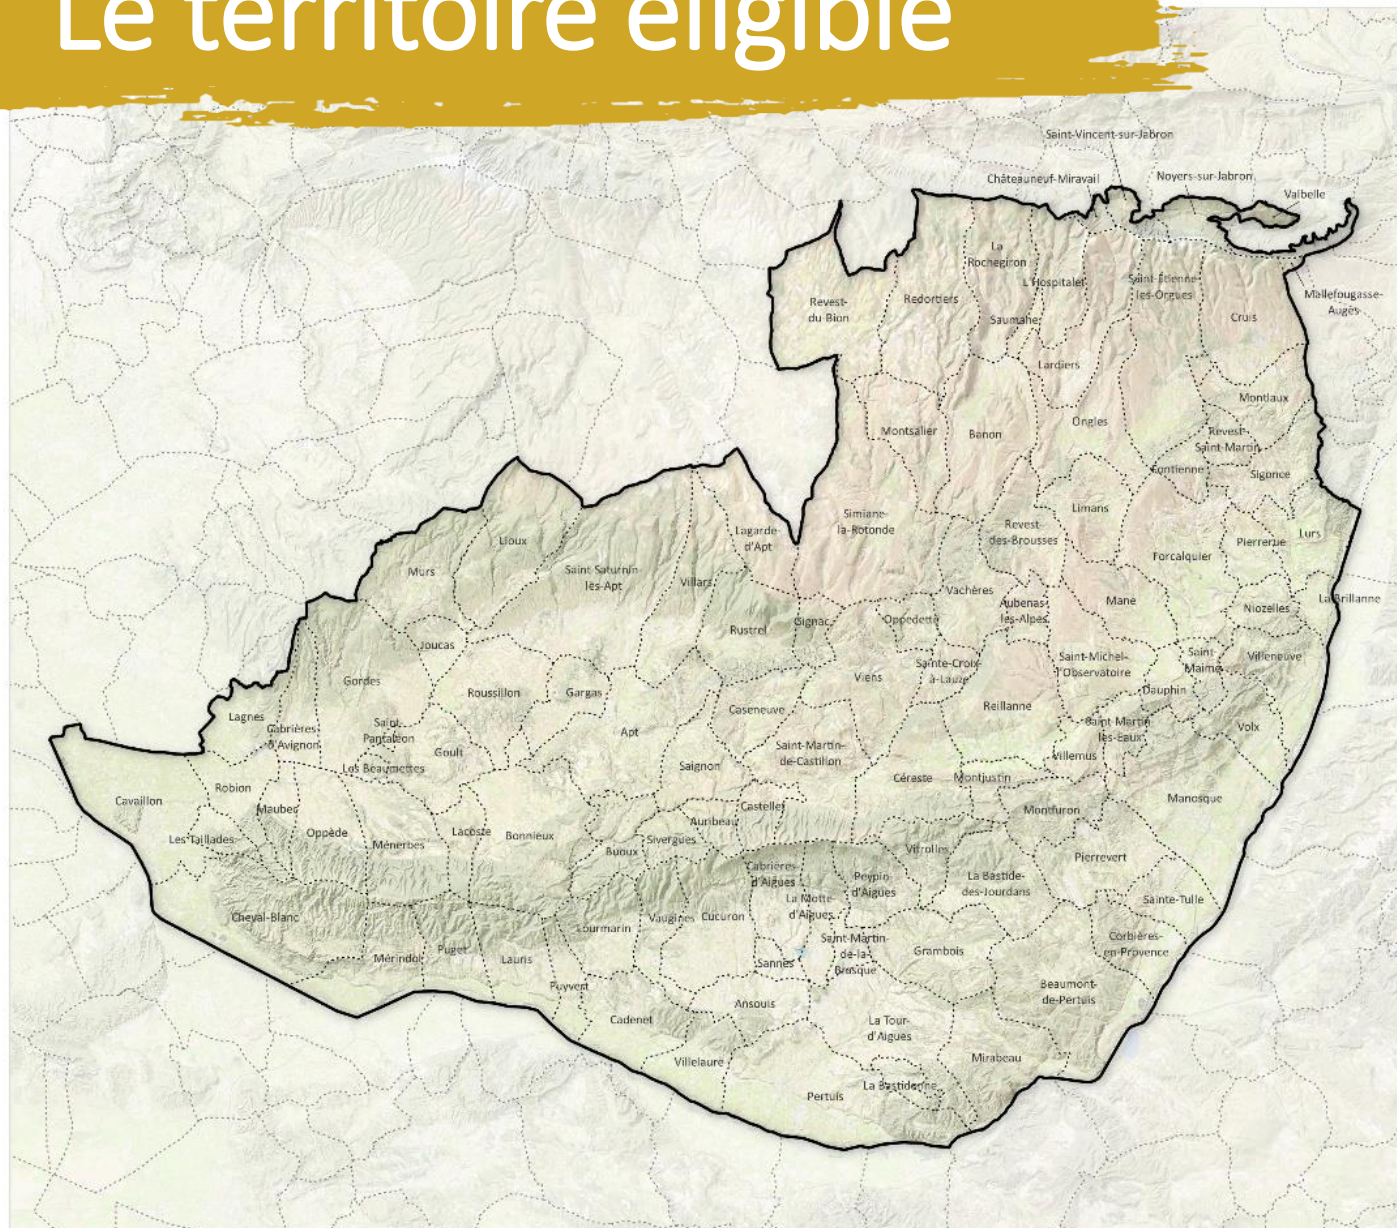 Le territoire éligible
Saint-Vincent-sur-Jabron
Châteauneuf-Miravail
Noyers-sur-Jabron
Valbelle
La
Rochegiron
L'Hospitalet
Saint-Etienne-
les-Orgues
Mallefougasse-
Augès
Revest-
du-Bion
Redortiers
Saumane
Cruis
Lardiers
Montlaux
Montsalier
Banon
Ongles
Revest-
Saint-Martin
Fontienne
Sigonce
Simiane-
la-Rotonde
Limans
Revest-
des-Brousses
Lurs
Lagarde-
d'Apt
Lioux
Pierrerue
Forcalquier
Murs
Saint-Saturnin-
lès-Apt
Villars
Vachères
Aubenas-
les-Alpes
Mane
La Brillanne
Niozelles
Rustrel
Gignac
Oppedette
Joucas
Saint-
Maime
Villeneuve
Saint-Michel-
l'Observatoire
Sainte-Croix-
à-Lauze
Viens
Gordes
Roussillon
Gargas
Dauphin
Reillanne
Caseneuve
Lagnes
Cabrières-
d'Avignon
Saint-
Pantaléon
Goult
Apt
Saint-Martin-
les-Eaux
Volx
Saint-Martin-
de-Castillon
Villemus
Les Beaumettes
Saignon
Céreste
Montjustin
Robion
Cavaillon
Maubec
Castellet
Montfuron
Manosque
Auribeau
Les Taillades
Oppède
Ménerbes
Lacoste
Bonnieux
Sivergues
Buoux
Vitrolles
Pierrevert
Cabrières-
d'Aigues
Peypin-
d'Aigues
La Bastide-
des-Jourdans
Sainte-Tulle
La Motte-
d'Aigues
Cheval-Blanc
Vaugines
Cucuron
Lourmarin
Saint-Martin-
de-la-
Brasque
Corbières-
en-Provence
Grambois
Mérindol
Puget
Lauris
Sannes
Puyvert
Beaumont-
de-Pertuis
Ansouis
Cadenet
La Tour-
d'Aigues
Villelaure
Mirabeau
La Bastidonne
Pertuis